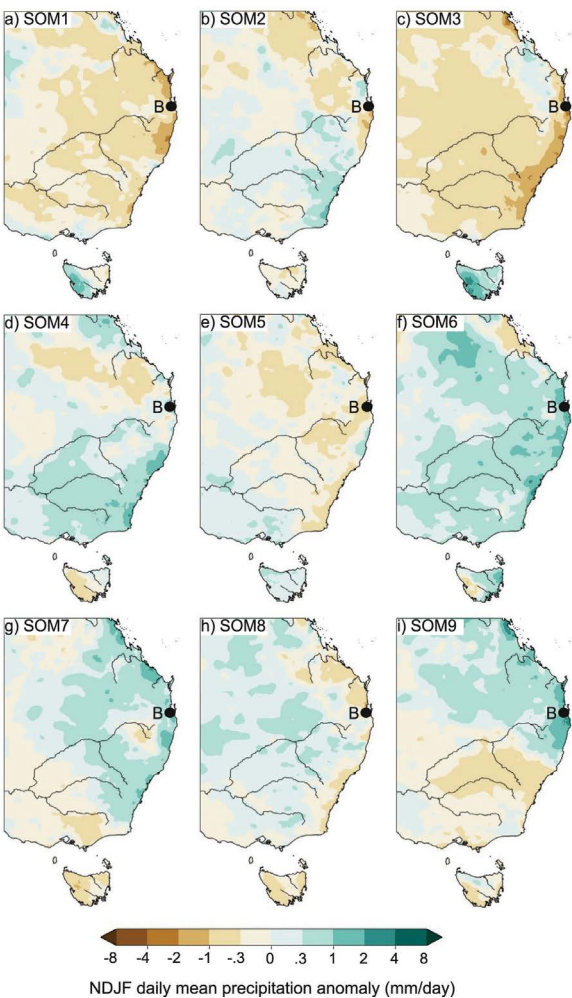 a) SOM1
b) SOM2
c) SOM3
B
B
B
d) SOM4
e) SOM5
f) SOM6
B
B
B
g) SOM7
h) SOM8
i) SOM9
B
B
B
-8 -4 -2 -1 -.3 0 .3 1 2 4 8
NDJF daily mean precipitation anomaly (mm/day)